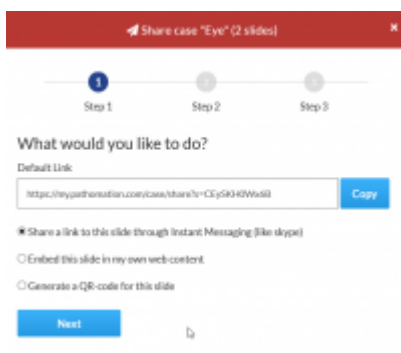 Share case "Eye" (2 slides)
×
1
2
3
Step 1
Step 2
Step 3
What would you like to do?
Default Link
Copy
Share a link to this slide through Instant Messaging (like skype)
Embed this slide in my own web content
Generate a QR-code for this slide
Next